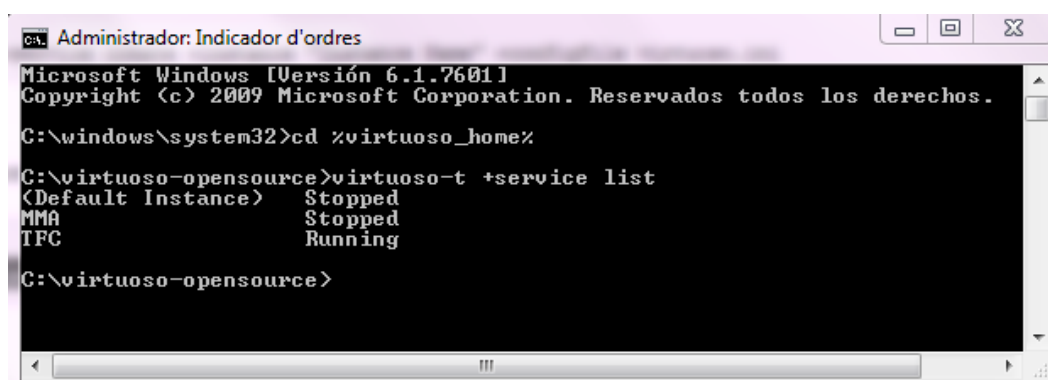 Administrador: Indicador d'ordres
Microsoft Windows [Versión 6.1.7601]
Copyright (c) 2009 Microsoft Corporation. Reservados todos los derechos.
C:\windows\system32>cd %virtuoso_home%
C:\virtuoso-opensource>virtuoso-t +service list
(Default Instance) Stopped
MMA Stopped
TFC Running
C:\virtuoso-opensource>